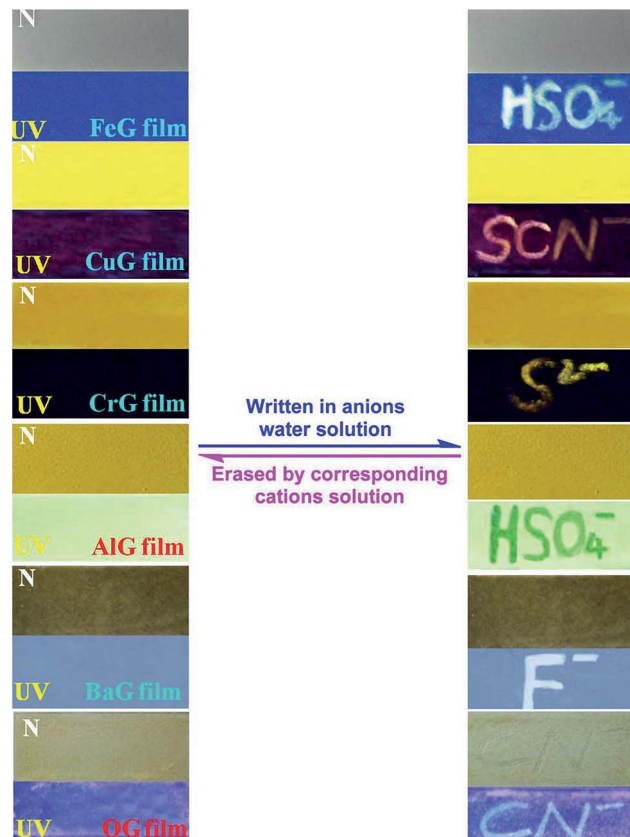 N
UV FeG film
HSO₄⁻
N
UV CuG film
SCN⁻
N
UV CrG film
S²⁻
Written in anions
water solution
Erased by corresponding
cations solution
N
UV AlG film
HSO₄⁻
N
UV BaG film
F⁻
N
CN⁻
UV OG film
CN⁻